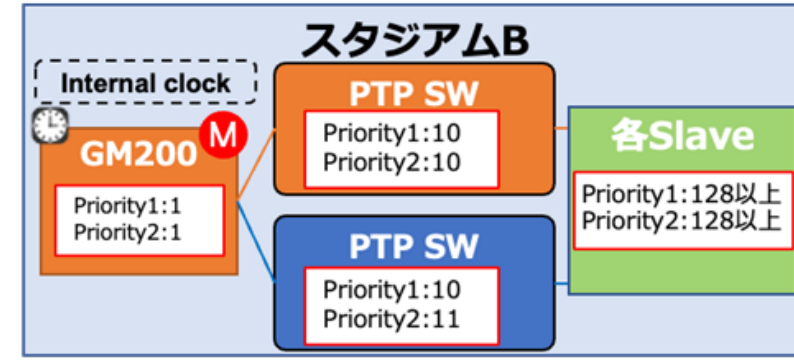 スタジアムB
Internal clock
GM200
M
Priority1:1
Priority2:1
PTP SW
Priority1:10
Priority2:10
PTP SW
Priority1:10
Priority2:11
各Slave
Priority1:128以上
Priority2:128以上